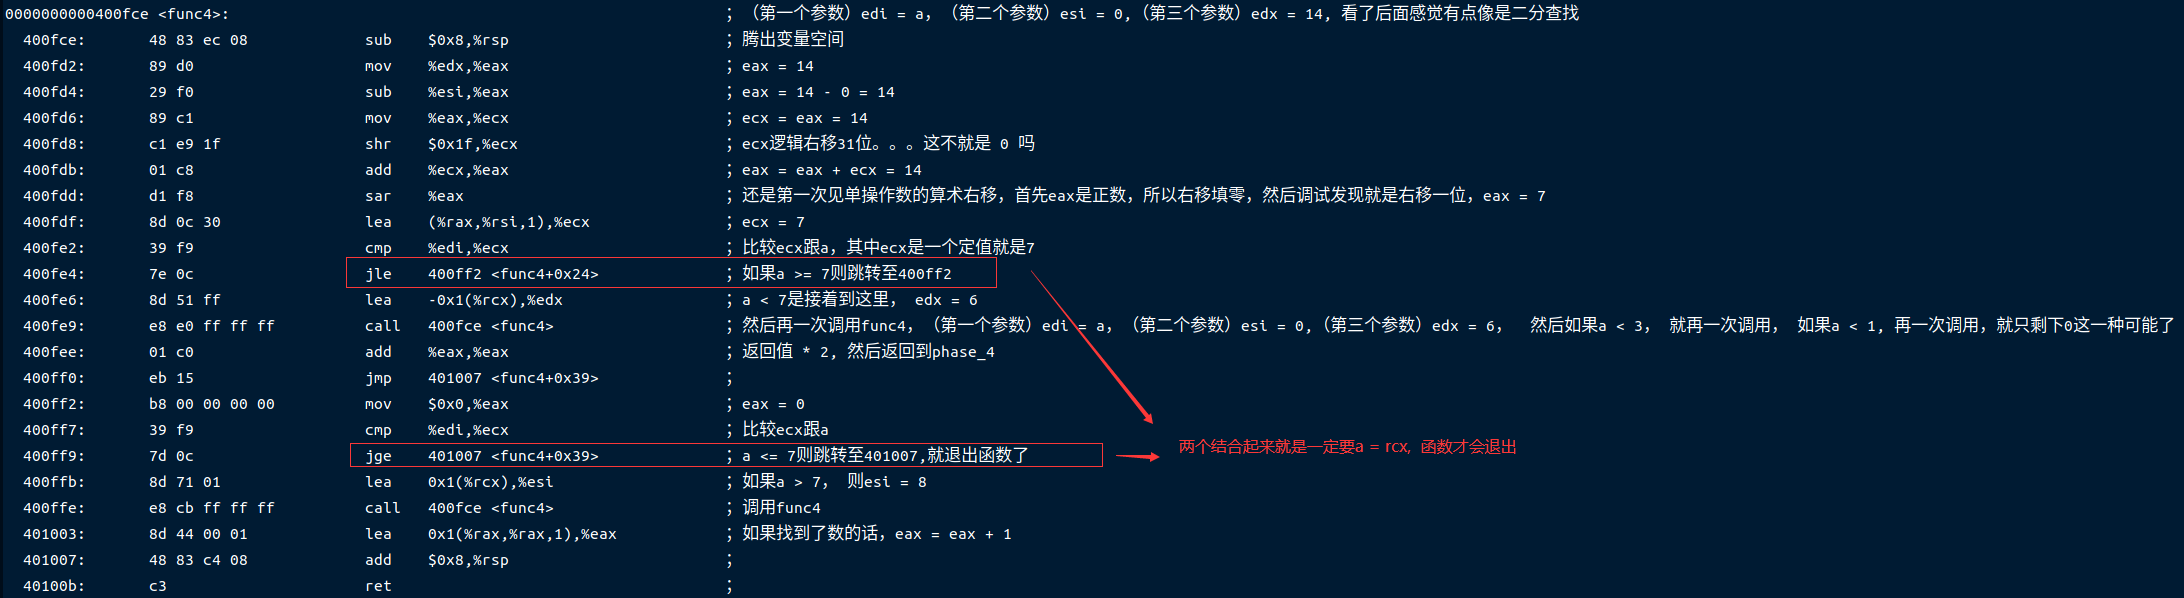 0000000000400fce <func4>: ; （第一个参数）edi = a，（第二个参数）esi = 0,（第三个参数）edx = 14, 看了后面感觉有点像是二分查找
400fce: 48 83 ec 08 sub $0x8,%rsp ; 腾出变量空间
400fd2: 89 d0 mov %edx,%eax ; eax = 14
400fd4: 29 f0 sub %esi,%eax ; eax = 14 - 0 = 14
400fd6: 89 c1 mov %eax,%ecx ; ecx = eax = 14
400fd8: c1 e9 1f shr $0x1f,%ecx ; ecx逻辑右移31位。。。这不就是 0 吗
400fdb: 01 c8 add %ecx,%eax ; eax = eax + ecx = 14
400fdd: d1 f8 sar %eax ; 还是第一次见单操作数的算术右移，首先eax是正数，所以右移填零，然后调试发现就是右移一位，eax = 7
400fdf: 8d 0c 30 lea (%rax,%rsi,1),%ecx ; ecx = 7
400fe2: 39 f9 cmp %edi,%ecx ; 比较ecx跟a，其中ecx是一个定值就是7
400fe4: 7e 0c jle 400ff2 <func4+0x24> ; 如果a >= 7则跳转至400ff2
400fe6: 8d 51 ff lea -0x1(%rcx),%edx ; a < 7是接着到这里， edx = 6
400fe9: e8 e0 ff ff ff call 400fce <func4> ; 然后再一次调用func4，（第一个参数）edi = a，（第二个参数）esi = 0,（第三个参数）edx = 6， 然后如果a < 3， 就再一次调用， 如果a < 1, 再一次调用，就只剩下0这一种可能了
400fee: 01 c0 add %eax,%eax ; 返回值 * 2, 然后返回到phase_4
400ff0: eb 15 jmp 401007 <func4+0x39> ;
400ff2: b8 00 00 00 00 mov $0x0,%eax ; eax = 0
400ff7: 39 f9 cmp %edi,%ecx ; 比较ecx跟a
两个结合起来就是一定要a = rcx, 函数才会退出
400ff9: 7d 0c jge 401007 <func4+0x39> ; a <= 7则跳转至401007,就退出函数了
400ffb: 8d 71 01 lea 0x1(%rcx),%esi ; 如果a > 7， 则esi = 8
400ffe: e8 cb ff ff ff call 400fce <func4> ; 调用func4
401003: 8d 44 00 01 lea 0x1(%rax,%rax,1),%eax ; 如果找到了数的话，eax = eax + 1
401007: 48 83 c4 08 add $0x8,%rsp ;
40100b: c3 ret ;